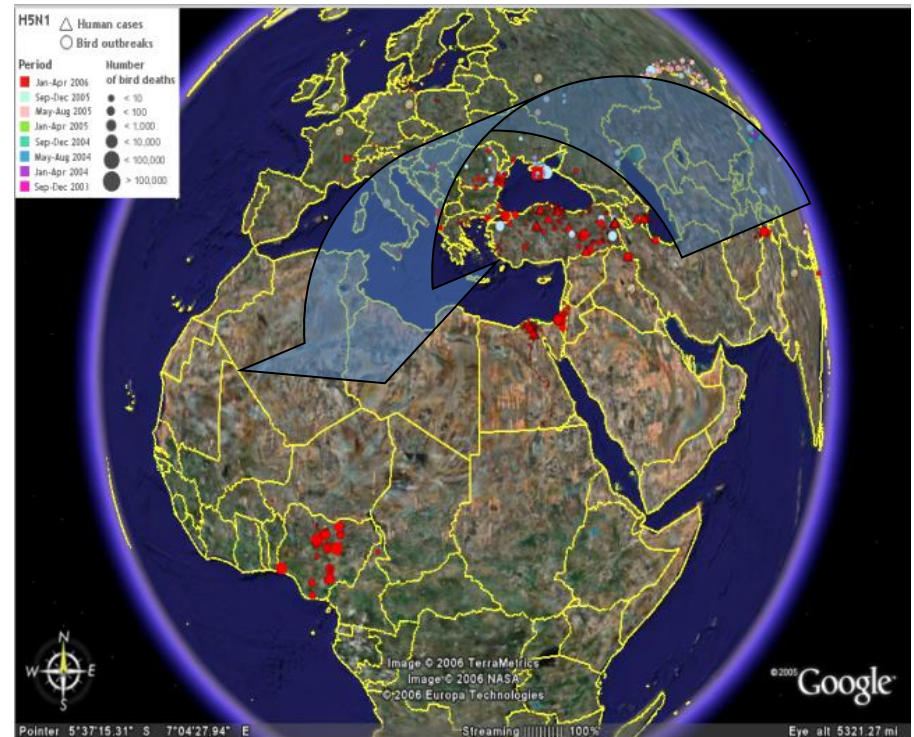 H5N1
Human cases
Bird outbreaks
Period
Number of bird deaths
Jan-Apr 2006
Sep-Dec 2005
May-Aug 2005
Jan-Apr 2005
Sep-Dec 2004
May-Aug 2004
Jan-Apr 2004
Sep-Dec 2003
< 10
< 100
< 1,000
< 10,000
< 100,000
> 100,000
N
W E
S
Image © 2006 TerraMetrics
Image © 2006 NASA
© 2006 Europa Technologies
©2005 Google
Pointer 5°37'15.31" S 7°04'27.94" E Streaming |||||||||| 100% Eye alt 5321.27 mi